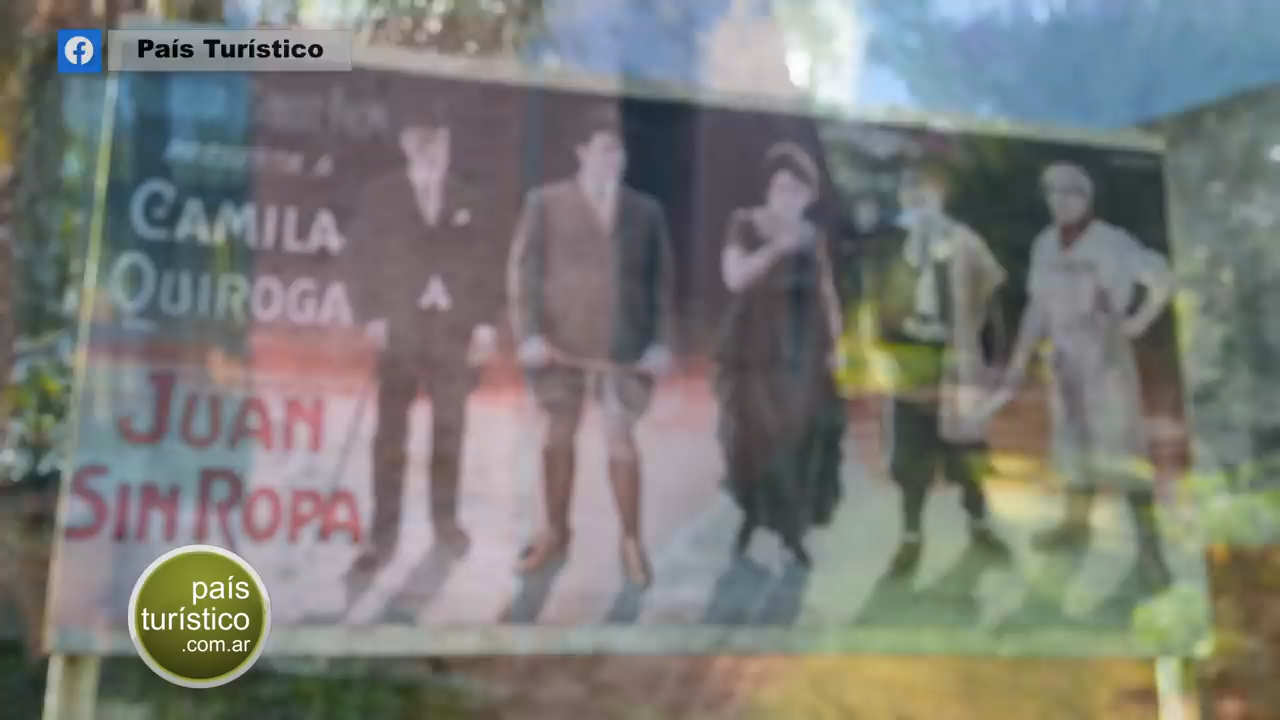 País Turístico
CAMILA
QUIROGA
JUAN
SIN ROPA
país
turístico
.com.ar